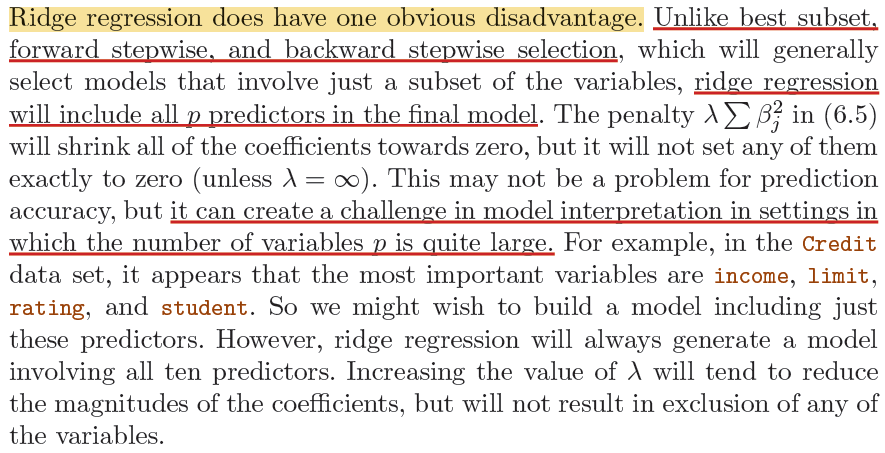 Ridge regression does have one obvious disadvantage. Unlike best subset,
forward stepwise, and backward stepwise selection, which will generally
select models that involve just a subset of the variables, ridge regression
will include all p predictors in the final model. The penalty λ∑β²ⱼ in (6.5)
will shrink all of the coefficients towards zero, but it will not set any of them
exactly to zero (unless λ = ∞). This may not be a problem for prediction
accuracy, but it can create a challenge in model interpretation in settings in
which the number of variables p is quite large. For example, in the Credit
data set, it appears that the most important variables are income, limit,
rating, and student. So we might wish to build a model including just
these predictors. However, ridge regression will always generate a model
involving all ten predictors. Increasing the value of λ will tend to reduce
the magnitudes of the coefficients, but will not result in exclusion of any of
the variables.